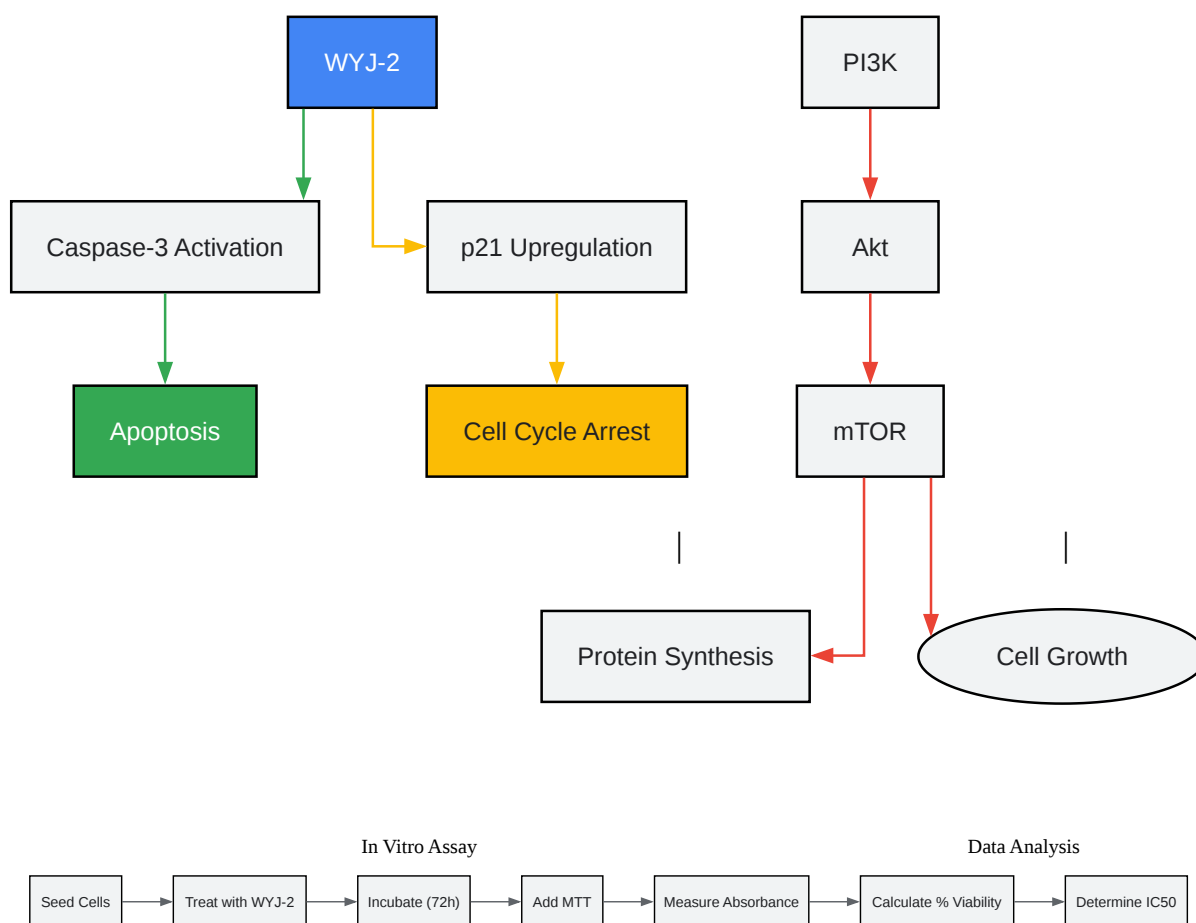 WYJ-2
PI3K
Caspase-3 Activation
p21 Upregulation
Akt
Apoptosis
Cell Cycle Arrest
mTOR
Protein Synthesis
Cell Growth
In Vitro Assay
Data Analysis
Seed Cells
Treat with WYJ-2
Incubate (72h)
Add MTT
Measure Absorbance
Calculate % Viability
Determine IC50